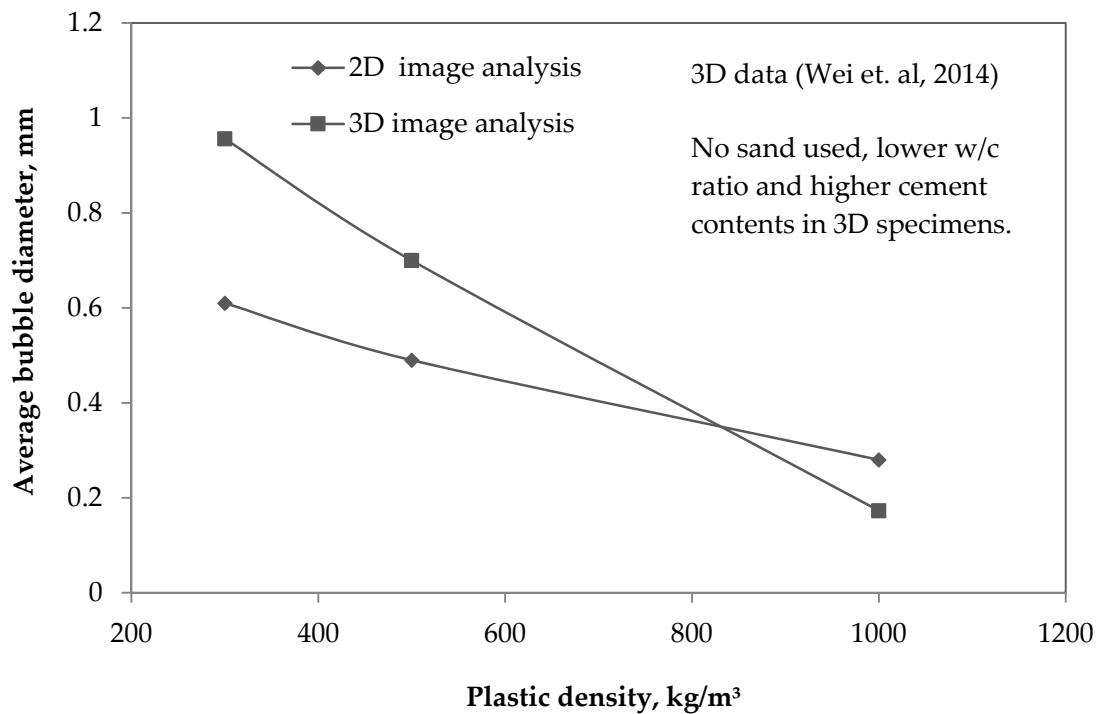 1.2
1
0.8
0.6
0.4
0.2
0
Average bubble diameter, mm
2D image analysis
3D image analysis
3D data (Wei et. al, 2014)
No sand used, lower w/c
ratio and higher cement
contents in 3D specimens.
200
400
600
800
1000
1200
Plastic density, kg/m³